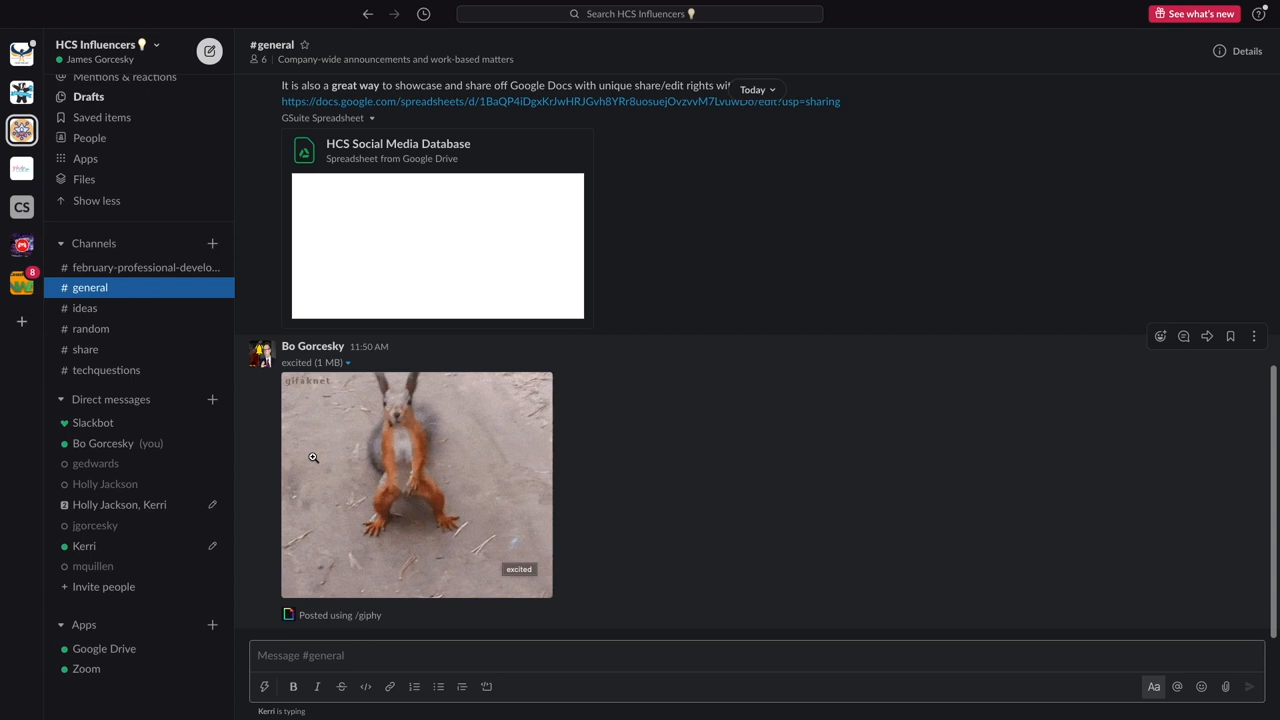 Search HCS Influencers💡
See what's new
HCS Influencers💡
James Gorcesky
Mentions & reactions
Drafts
Saved items
People
Apps
Files
Show less
Channels
# february-professional-develo...
# general
# ideas
# random
# share
# techquestions
Direct messages
Slackbot
Bo Gorcesky (you)
gedwards
Holly Jackson
2 Holly Jackson, Kerri
jgorcesky
Kerri
mquillen
+ Invite people
Apps
Google Drive
Zoom
CS
8
#general
6 | Company-wide announcements and work-based matters
Details
Today
It is also a great way to showcase and share off Google Docs with unique share/edit rights
GSuite Spreadsheet
HCS Social Media Database
Spreadsheet from Google Drive
Bo Gorcesky 11:50 AM
excited (1 MB)
gifak.net
excited
Posted using /giphy
Message #general
B I S
Aa @
Kerri is typing